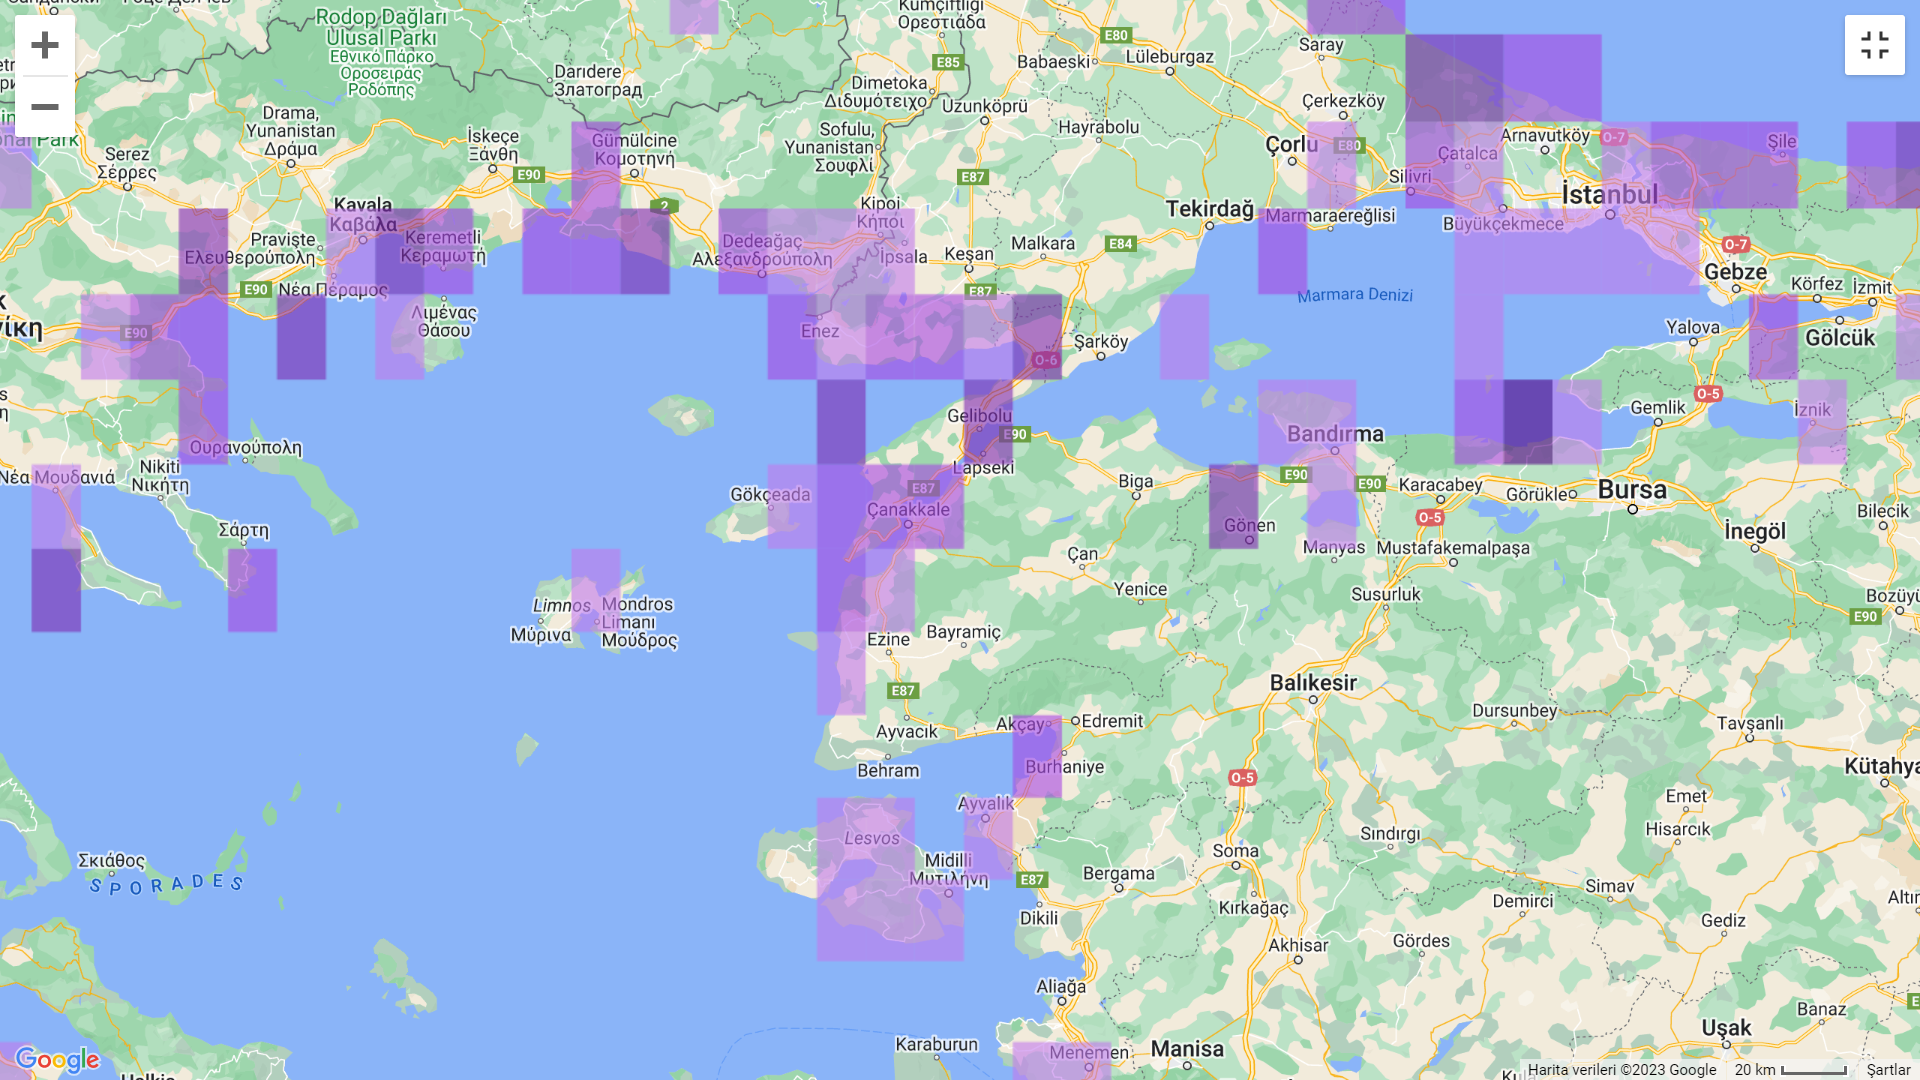 Rodop Dağları
Ulusal Parkı
Εθνικό Πάρκο
Οροσειράς
Ροδόπης
Darıdere
Златоград
Drama,
Yunanistan
Δράμα
Serez
Σέρρες
İskeçe
Ξάνθη
Gümülcine
Κομοτηνή
E90
2
Kavala
Καβάλα
Pravişte
Ελευθερούπολη
Keremetli
Κεραμωτή
E90
Νέα Πέραμος
Λιμένας
Θάσου
E90
νίκη
Ορεστιάδα
E85
E80
Babaeski
Lüleburgaz
Dimetoka
Διδυμότειχο
Uzunköprü
Hayrabolu
Sofulu,
Yunanistan
Σουφλί
E87
Kipoi
Κήποι
Dedeağaç
Αλεξανδρούπολη
İpsala
Keşan
Malkara
E84
E87
Enez
O-6
Şarköy
Tekirdağ
Saray
Çerkezköy
Çorlu
E80
Çatalca
Silivri
Marmaraereğlisi
Arnavutköy
O-7
Şile
İstanbul
Büyükçekmece
O-7
Gebze
Körfez
İzmit
Marmara Denizi
Yalova
Gölcük
O-5
Gemlik
İznik
Gelibolu
E90
Lapseki
Bandırma
E90
E90
Karacabey
Görükle
Bursa
O-5
Biga
Gönen
Manyas
Mustafakemalpaşa
İnegöl
Bilecik
Ουρανούπολη
Nikiti
Νικήτη
Νέα Μουδανιά
Σάρτη
Gökçeada
E87
Çanakkale
Çan
Yenice
Susurluk
E90
Limnos
Μύρινα
Mondros
Limanı
Μούδρος
Ezine
Bayramiç
E87
Balıkesir
Dursunbey
Tavşanlı
Ayvacık
Akçay
Edremit
Behram
Burhaniye
O-5
Emet
Hisarcık
Ayvalık
Lesvos
Midilli
Μυτιλήνη
E87
Bergama
Soma
Sındırgı
Σκιάθος
SPORADES
Dikili
Kırkağaç
Simav
Demirci
Gediz
Akhisar
Gördes
Aliağa
Banaz
Uşak
Karaburun
Menemen
Manisa
Google
Harita verileri ©2023 Google
20 km
Şartlar